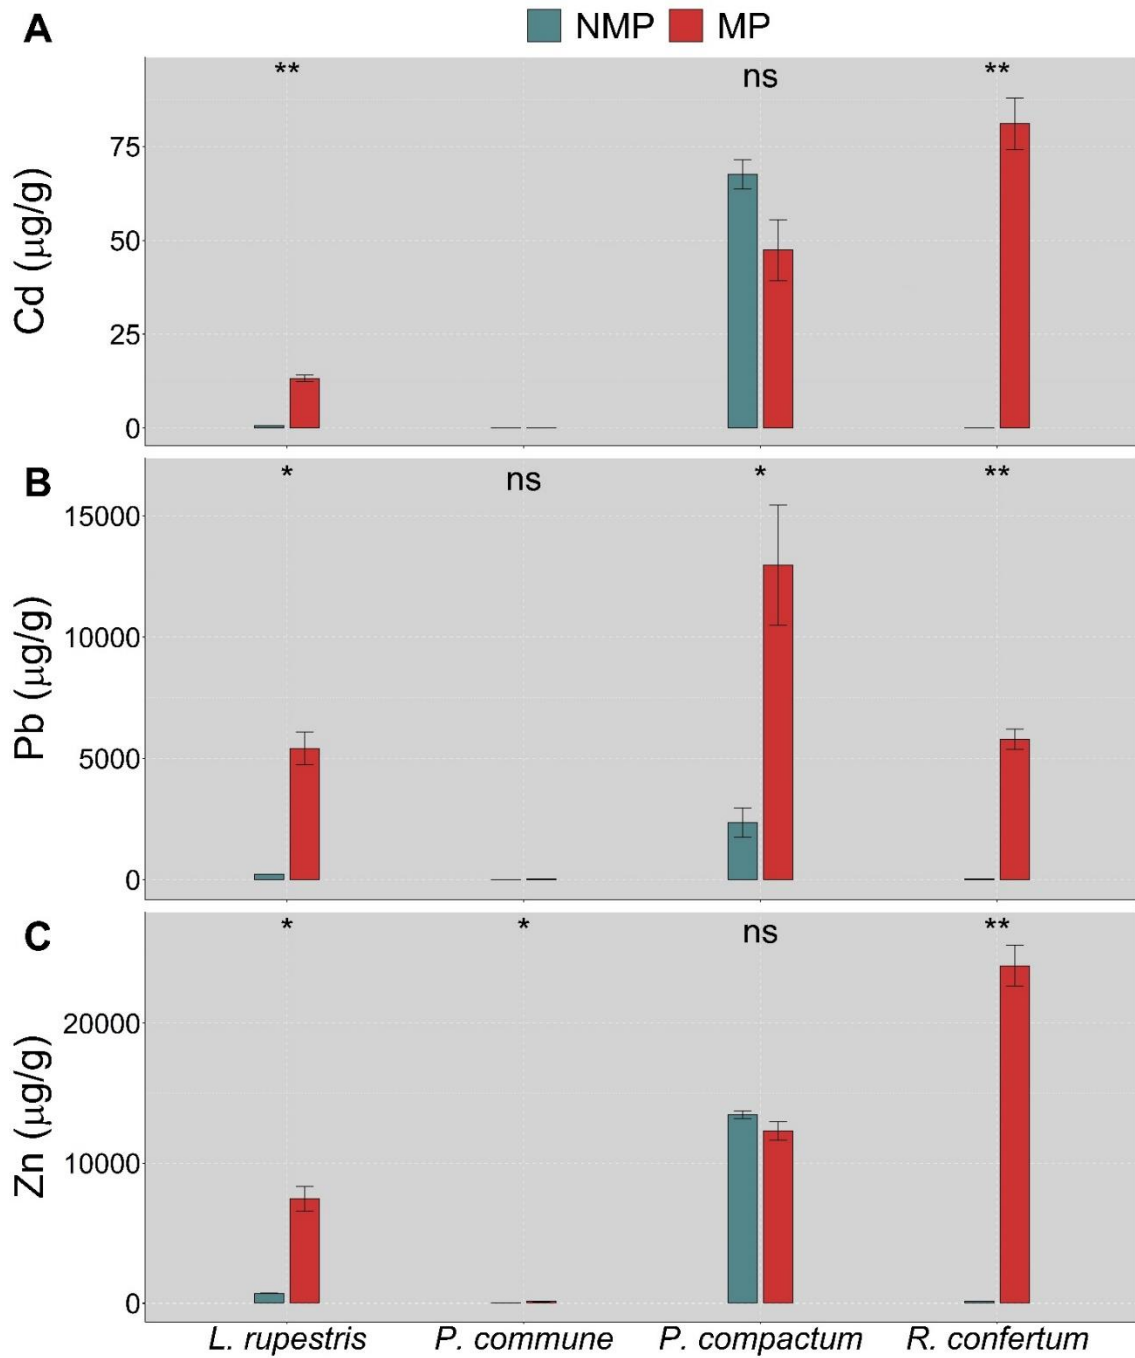 NMP MP
A
** ns **
75
50
25
0
Cd (μg/g)
B
* ns * **
15000
10000
5000
0
Pb (μg/g)
C
* * ns **
20000
10000
0
Zn (μg/g)
L. rupestris P. commune P. compactum R. confertum